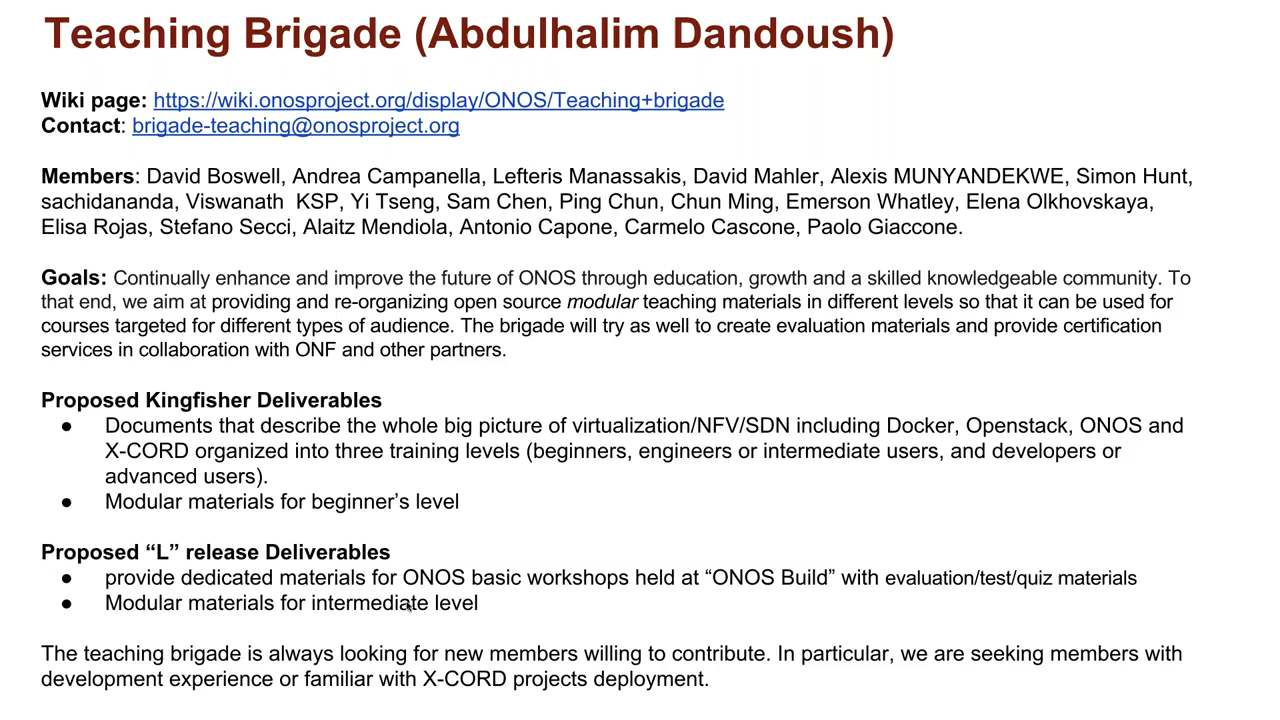 Teaching Brigade (Abdulhalim Dandoush)
Wiki page: https://wiki.onosproject.org/display/ONOS/Teaching+brigade
Contact: brigade-teaching@onosproject.org
Members: David Boswell, Andrea Campanella, Lefteris Manassakis, David Mahler, Alexis MUNYANDEKWE, Simon Hunt,
sachidananda, Viswanath  KSP, Yi Tseng, Sam Chen, Ping Chun, Chun Ming, Emerson Whatley, Elena Olkhovskaya,
Elisa Rojas, Stefano Secci, Alaitz Mendiola, Antonio Capone, Carmelo Cascone, Paolo Giaccone.
Goals: Continually enhance and improve the future of ONOS through education, growth and a skilled knowledgeable community. To
that end, we aim at providing and re-organizing open source modular teaching materials in different levels so that it can be used for
courses targeted for different types of audience. The brigade will try as well to create evaluation materials and provide certification
services in collaboration with ONF and other partners.
Proposed Kingfisher Deliverables
● Documents that describe the whole big picture of virtualization/NFV/SDN including Docker, Openstack, ONOS and
X-CORD organized into three training levels (beginners, engineers or intermediate users, and developers or
advanced users).
● Modular materials for beginner’s level
Proposed “L” release Deliverables
● provide dedicated materials for ONOS basic workshops held at “ONOS Build” with evaluation/test/quiz materials
● Modular materials for intermediate level
The teaching brigade is always looking for new members willing to contribute. In particular, we are seeking members with
development experience or familiar with X-CORD projects deployment.